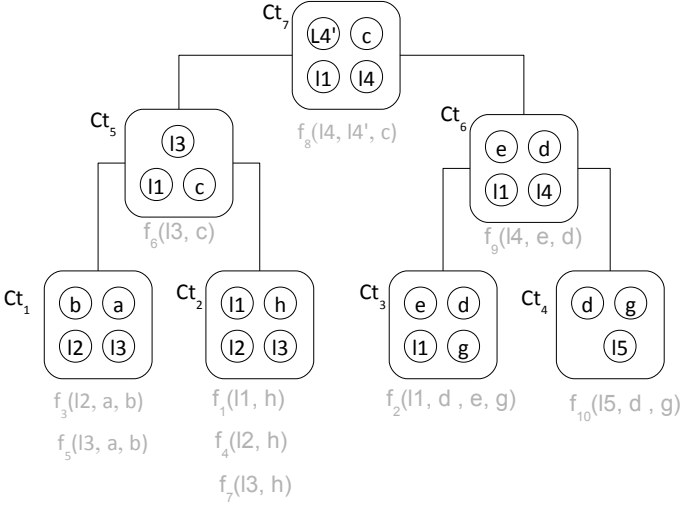 Ct7
L4' c
l1 l4
f8(l4, l4', c)
Ct5
l3
l1 c
f6(l3, c)
Ct6
e d
l1 l4
f9(l4, e, d)
Ct1
b a
l2 l3
f3(l2, a, b)
f5(l3, a, b)
Ct2
l1 h
l2 l3
f1(l1, h)
f4(l2, h)
f7(l3, h)
Ct3
e d
l1 g
f2(l1, d , e, g)
Ct4
d g
l5
f10(l5, d , g)